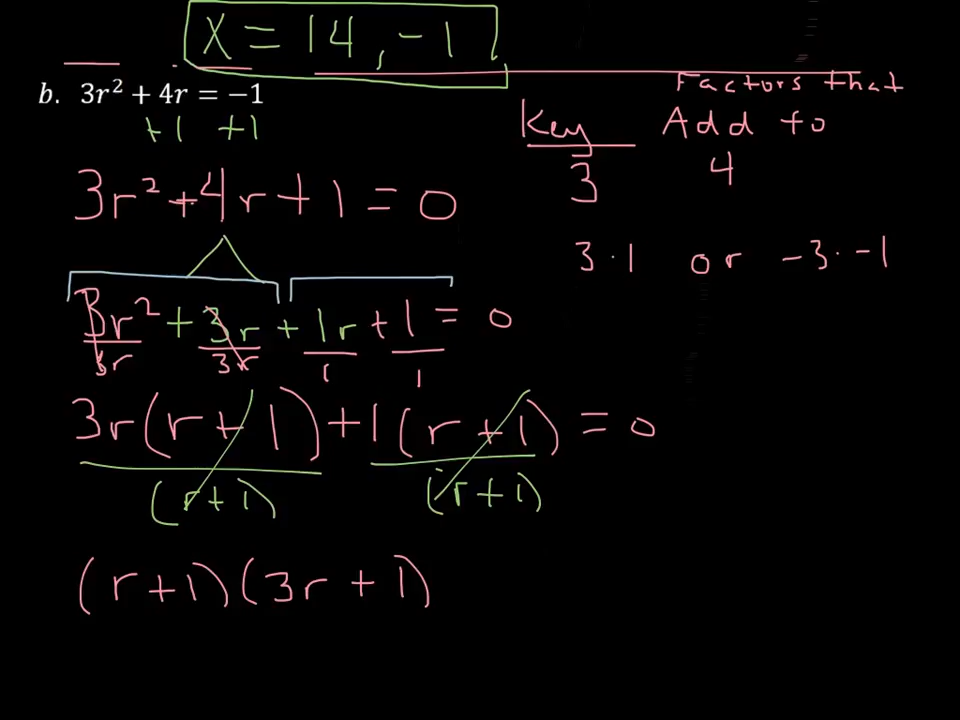 x = 14, -1
b. 3r² + 4r = -1
+1 +1
Factors that
Key Add to
3 4
3r² + 4r + 1 = 0
3 · 1 or -3 · -1
3r² + 3r + 1r + 1 = 0
3r 3r 1 1
3r(r + 1) + 1(r + 1) = 0
(r + 1) (r + 1)
(r + 1)(3r + 1)